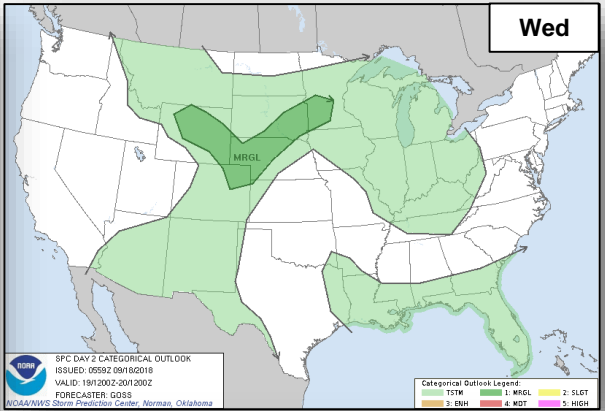 Wed
MRGL
SPC DAY 2 CATEGORICAL OUTLOOK
ISSUED: 0559Z 09/18/2018
VALID: 19/1200Z-20/1200Z
FORECASTER: GOSS
NOAA/NWS Storm Prediction Center, Norman, Oklahoma
NOAA
Categorical Outlook Legend:
TSTM 1: MRGL 2: SLGT
3: ENH 4: MDT 5: HIGH